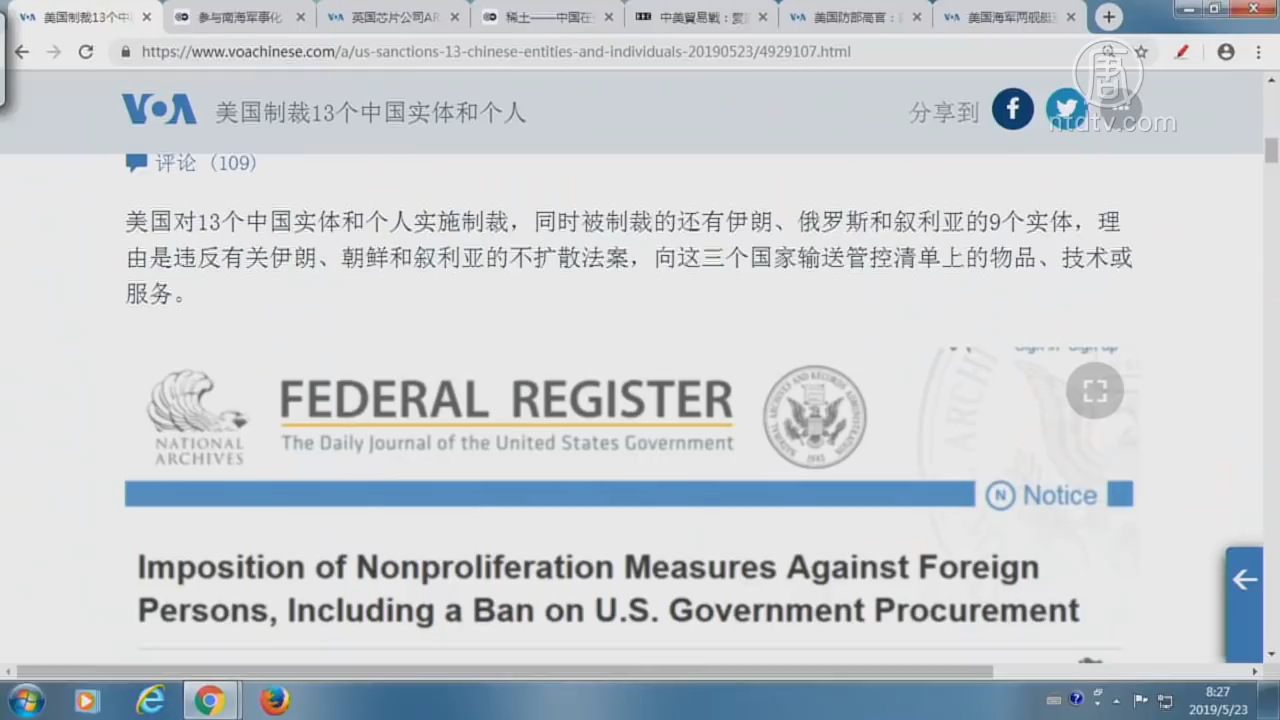 美国制裁13个中
参与南海军事化
英国芯片公司AR
稀土——中国在
中美貿易戰：
美国防部高官：
美国海军两舰艇
https://www.voachinese.com/a/us-sanctions-13-chinese-entities-and-individuals-20190523/4929107.html
VOA 美国制裁13个中国实体和个人 分享到
唐
ntdtv.com
评论（109）
美国对13个中国实体和个人实施制裁，同时被制裁的还有伊朗、俄罗斯和叙利亚的9个实体，理
由是违反有关伊朗、朝鲜和叙利亚的不扩散法案，向这三个国家输送管控清单上的物品、技术或
服务。
NATIONAL
ARCHIVES
FEDERAL REGISTER
The Daily Journal of the United States Government
N Notice
Imposition of Nonproliferation Measures Against Foreign
Persons, Including a Ban on U.S. Government Procurement
8:27
2019/5/23